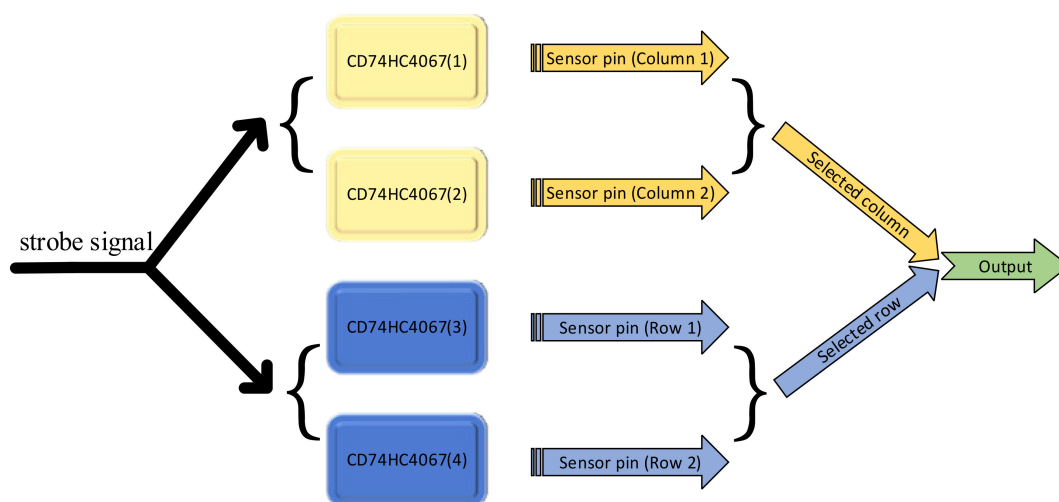 CD74HC4067(1)
Sensor pin (Column 1)
CD74HC4067(2)
Sensor pin (Column 2)
Selected column
strobe signal
Output
CD74HC4067(3)
Sensor pin (Row 1)
Selected row
CD74HC4067(4)
Sensor pin (Row 2)